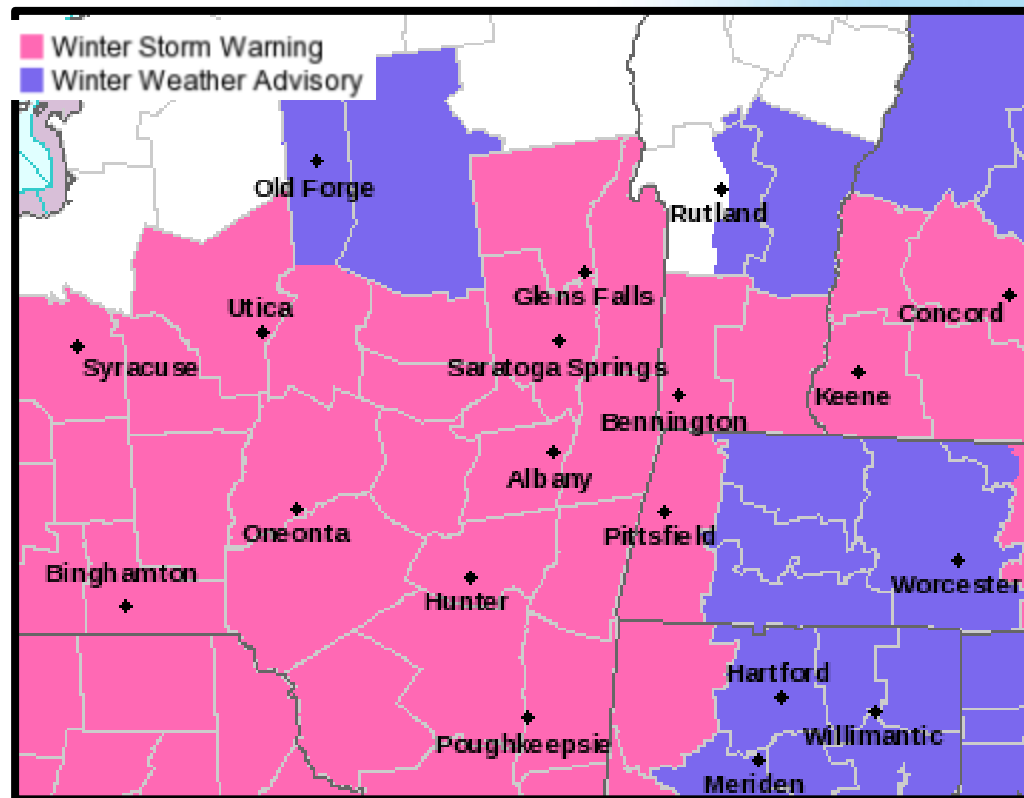 Winter Storm Warning
Winter Weather Advisory
Old Forge
Rutland
Glens Falls
Utica
Concord
Syracuse
Saratoga Springs
Keene
Bennington
Albany
Oneonta
Pittsfield
Binghamton
Worcester
Hunter
Hartford
Willimantic
Poughkeepsie
Meriden